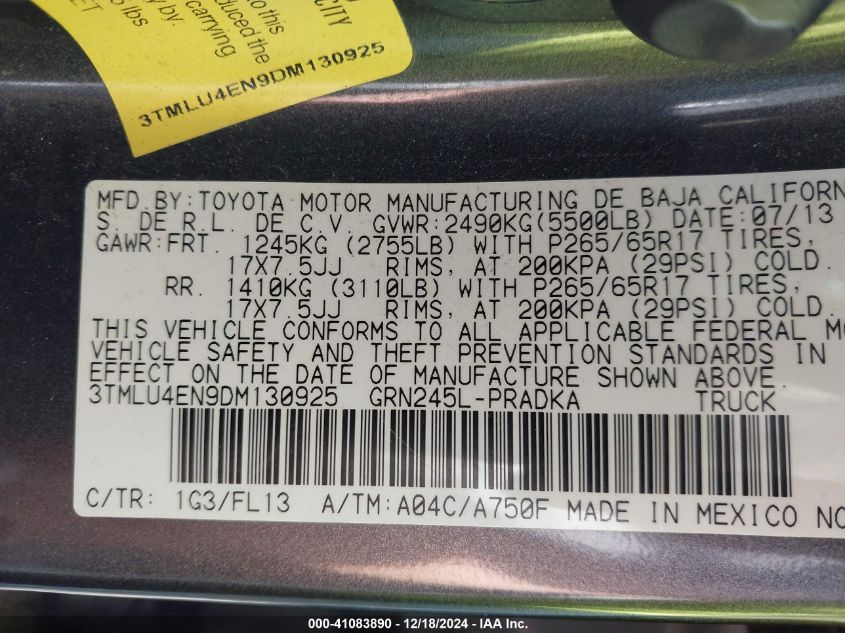 CITY
to this
duced the
carrying
y by.
5 lbs
ET
3TMLU4EN9DM130925
MFD.BY:TOYOTA MOTOR MANUFACTURING DE BAJA CALIFORN
S. DE R.L. DE C.V. GVWR:2490KG(5500LB) DATE:07/13
GAWR:FRT. 1245KG (2755LB) WITH P265/65R17 TIRES,
17X7.5JJ RIMS, AT 200KPA (29PSI) COLD.
RR. 1410KG (3110LB) WITH P265/65R17 TIRES,
17X7.5JJ RIMS, AT 200KPA (29PSI) COLD.
THIS VEHICLE CONFORMS TO ALL APPLICABLE FEDERAL MO
VEHICLE SAFETY AND THEFT PREVENTION STANDARDS IN
EFFECT ON THE DATE OF MANUFACTURE SHOWN ABOVE.
3TMLU4EN9DM130925 GRN245L-PRADKA TRUCK
C/TR: 1G3/FL13 A/TM:A04C/A750F MADE IN MEXICO NO
000-41083890 - 12/18/2024 - IAA Inc.